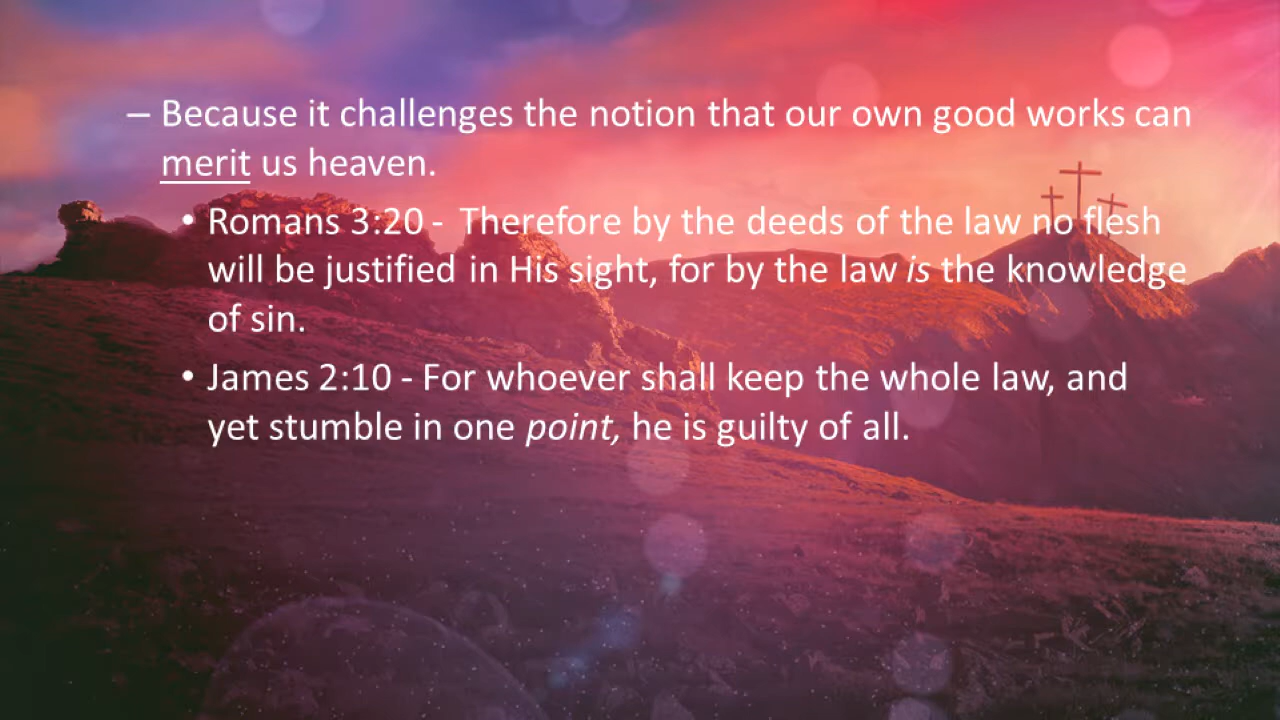 – Because it challenges the notion that our own good works can
merit us heaven.
• Romans 3:20 -  Therefore by the deeds of the law no flesh
will be justified in His sight, for by the law is the knowledge
of sin.
• James 2:10 - For whoever shall keep the whole law, and
yet stumble in one point, he is guilty of all.